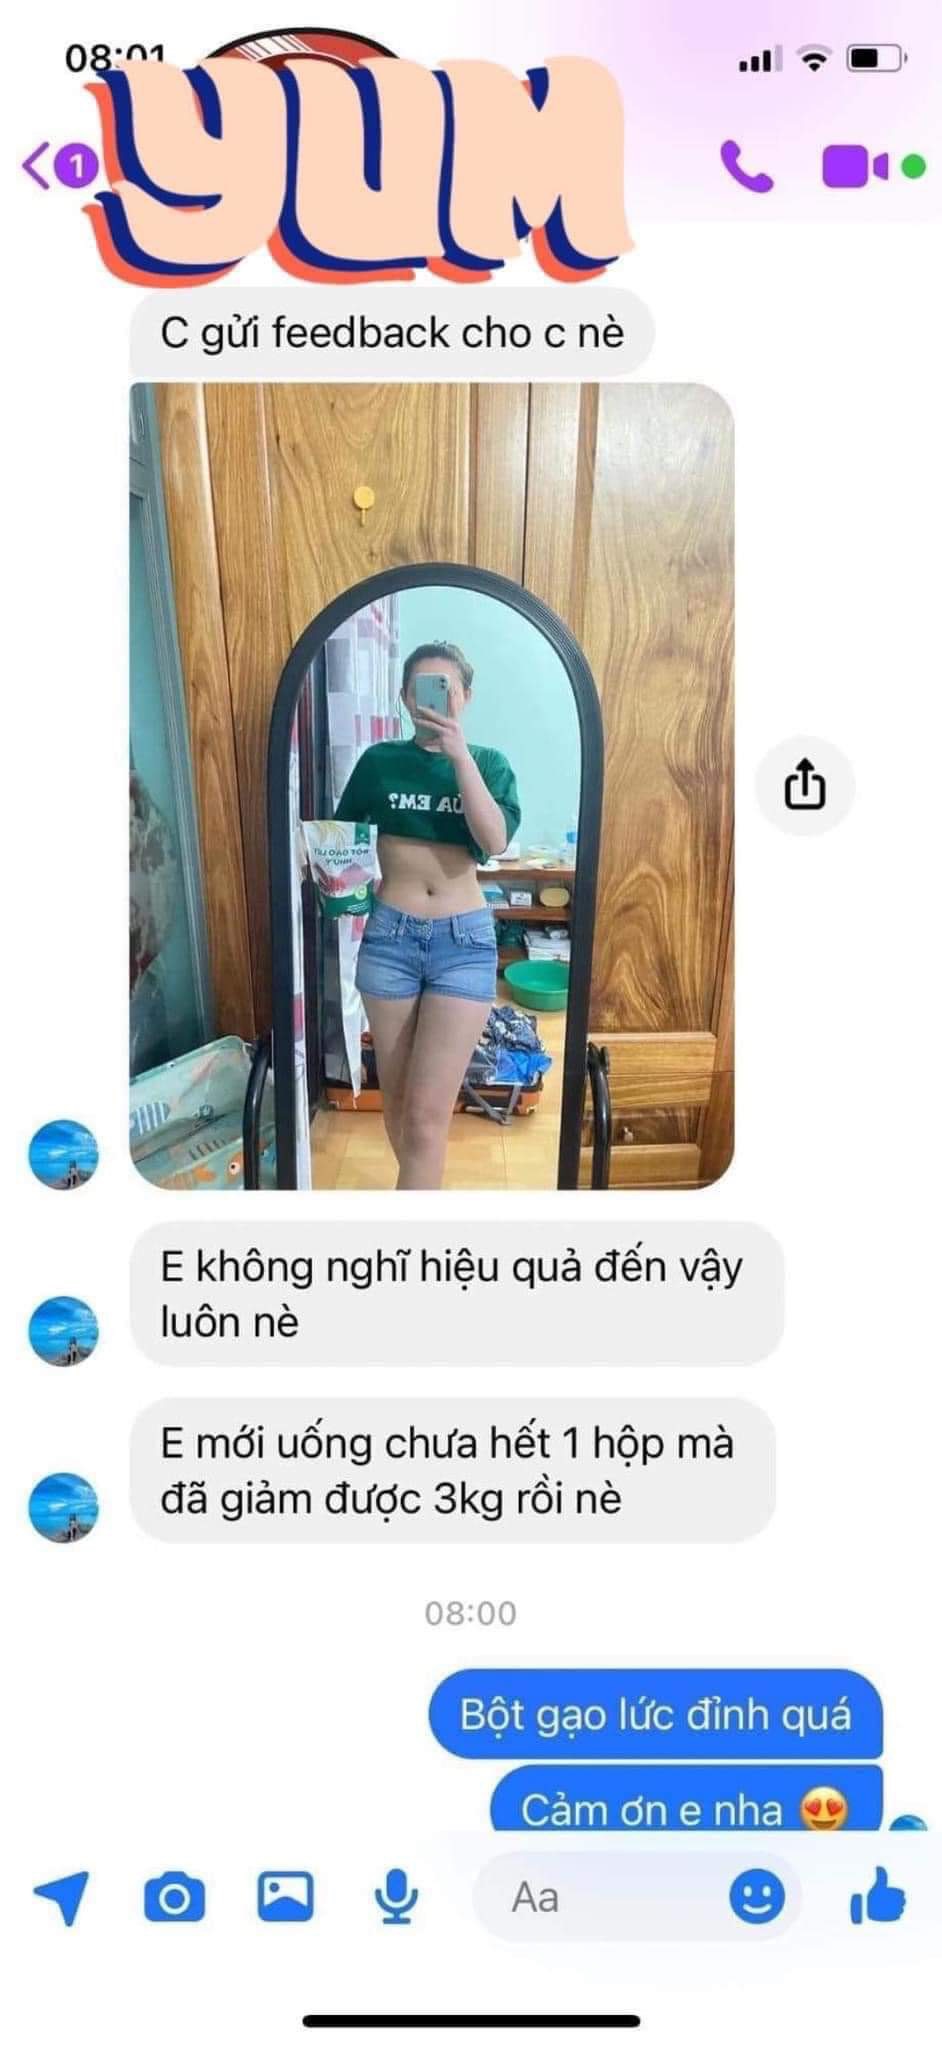 08:01
YUM
1
C gửi feedback cho c nè
E không nghĩ hiệu quả đến vậy
luôn nè
E mới uống chưa hết 1 hộp mà
đã giảm được 3kg rồi nè
08:00
Bột gạo lức đỉnh quá
Cảm ơn e nha 😍
Aa